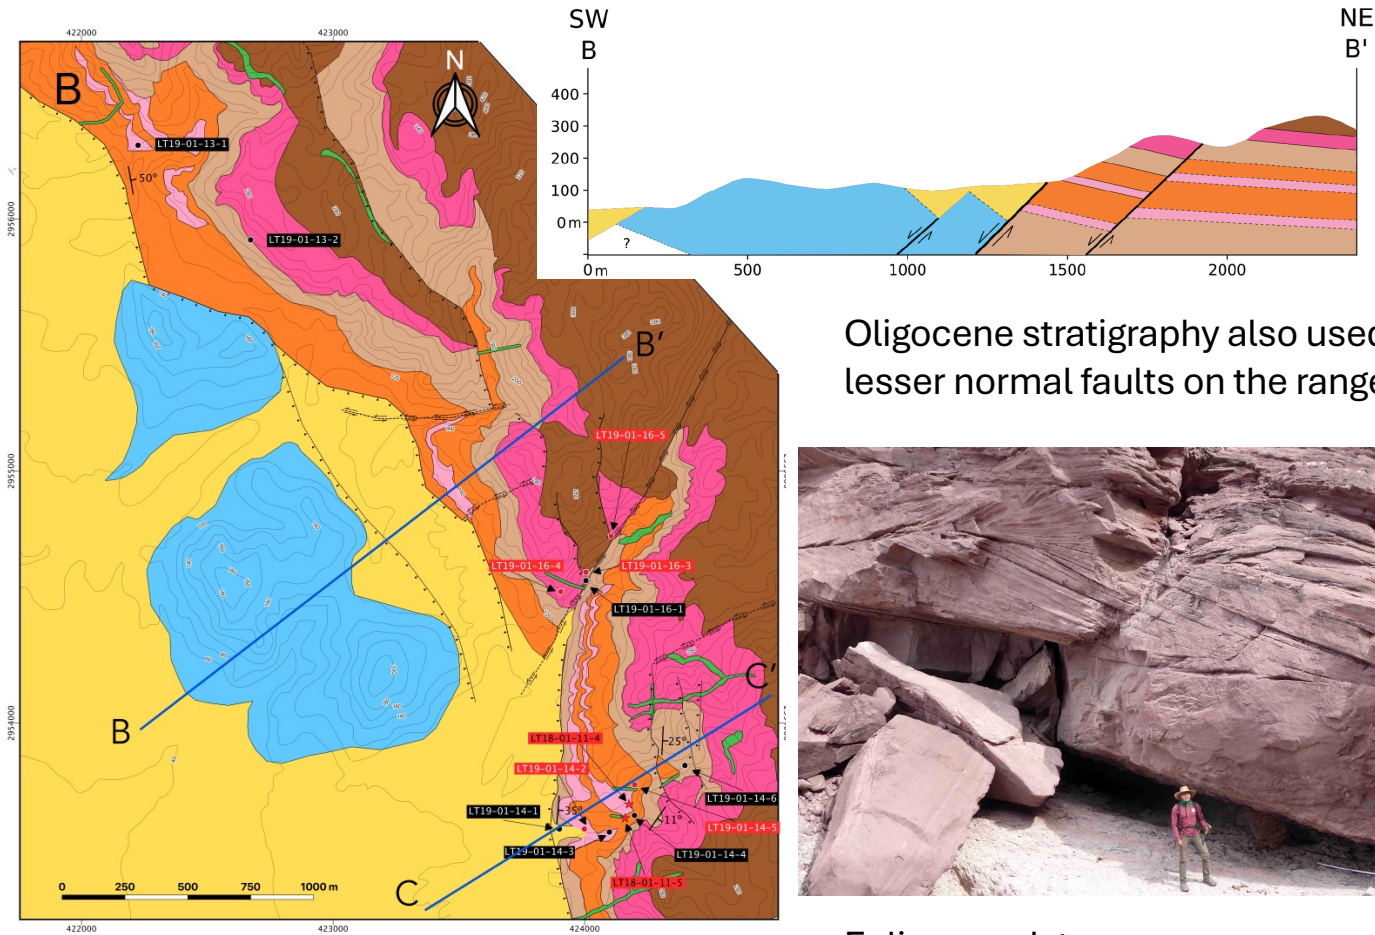 422000
423000
B
N
LT19-01-13-1
50°
LT19-01-13-2
2956000
B'
LT19-01-16-5
2955000
LT19-01-16-4
LT19-01-16-3
LT19-01-16-1
C'
B
2954000
LT18-01-11-4
25°
LT19-01-14-2
LT19-01-14-6
LT19-01-14-1
35°
11°
LT19-01-14-5
LT19-01-14-3
LT19-01-14-4
LT18-01-11-5
C
0 250 500 750 1000 m
422000
423000
424000
SW
B
NE
B'
400
300
200
100
0 m
?
0 m
500
1000
1500
2000
Oligocene stratigraphy also used
lesser normal faults on the range